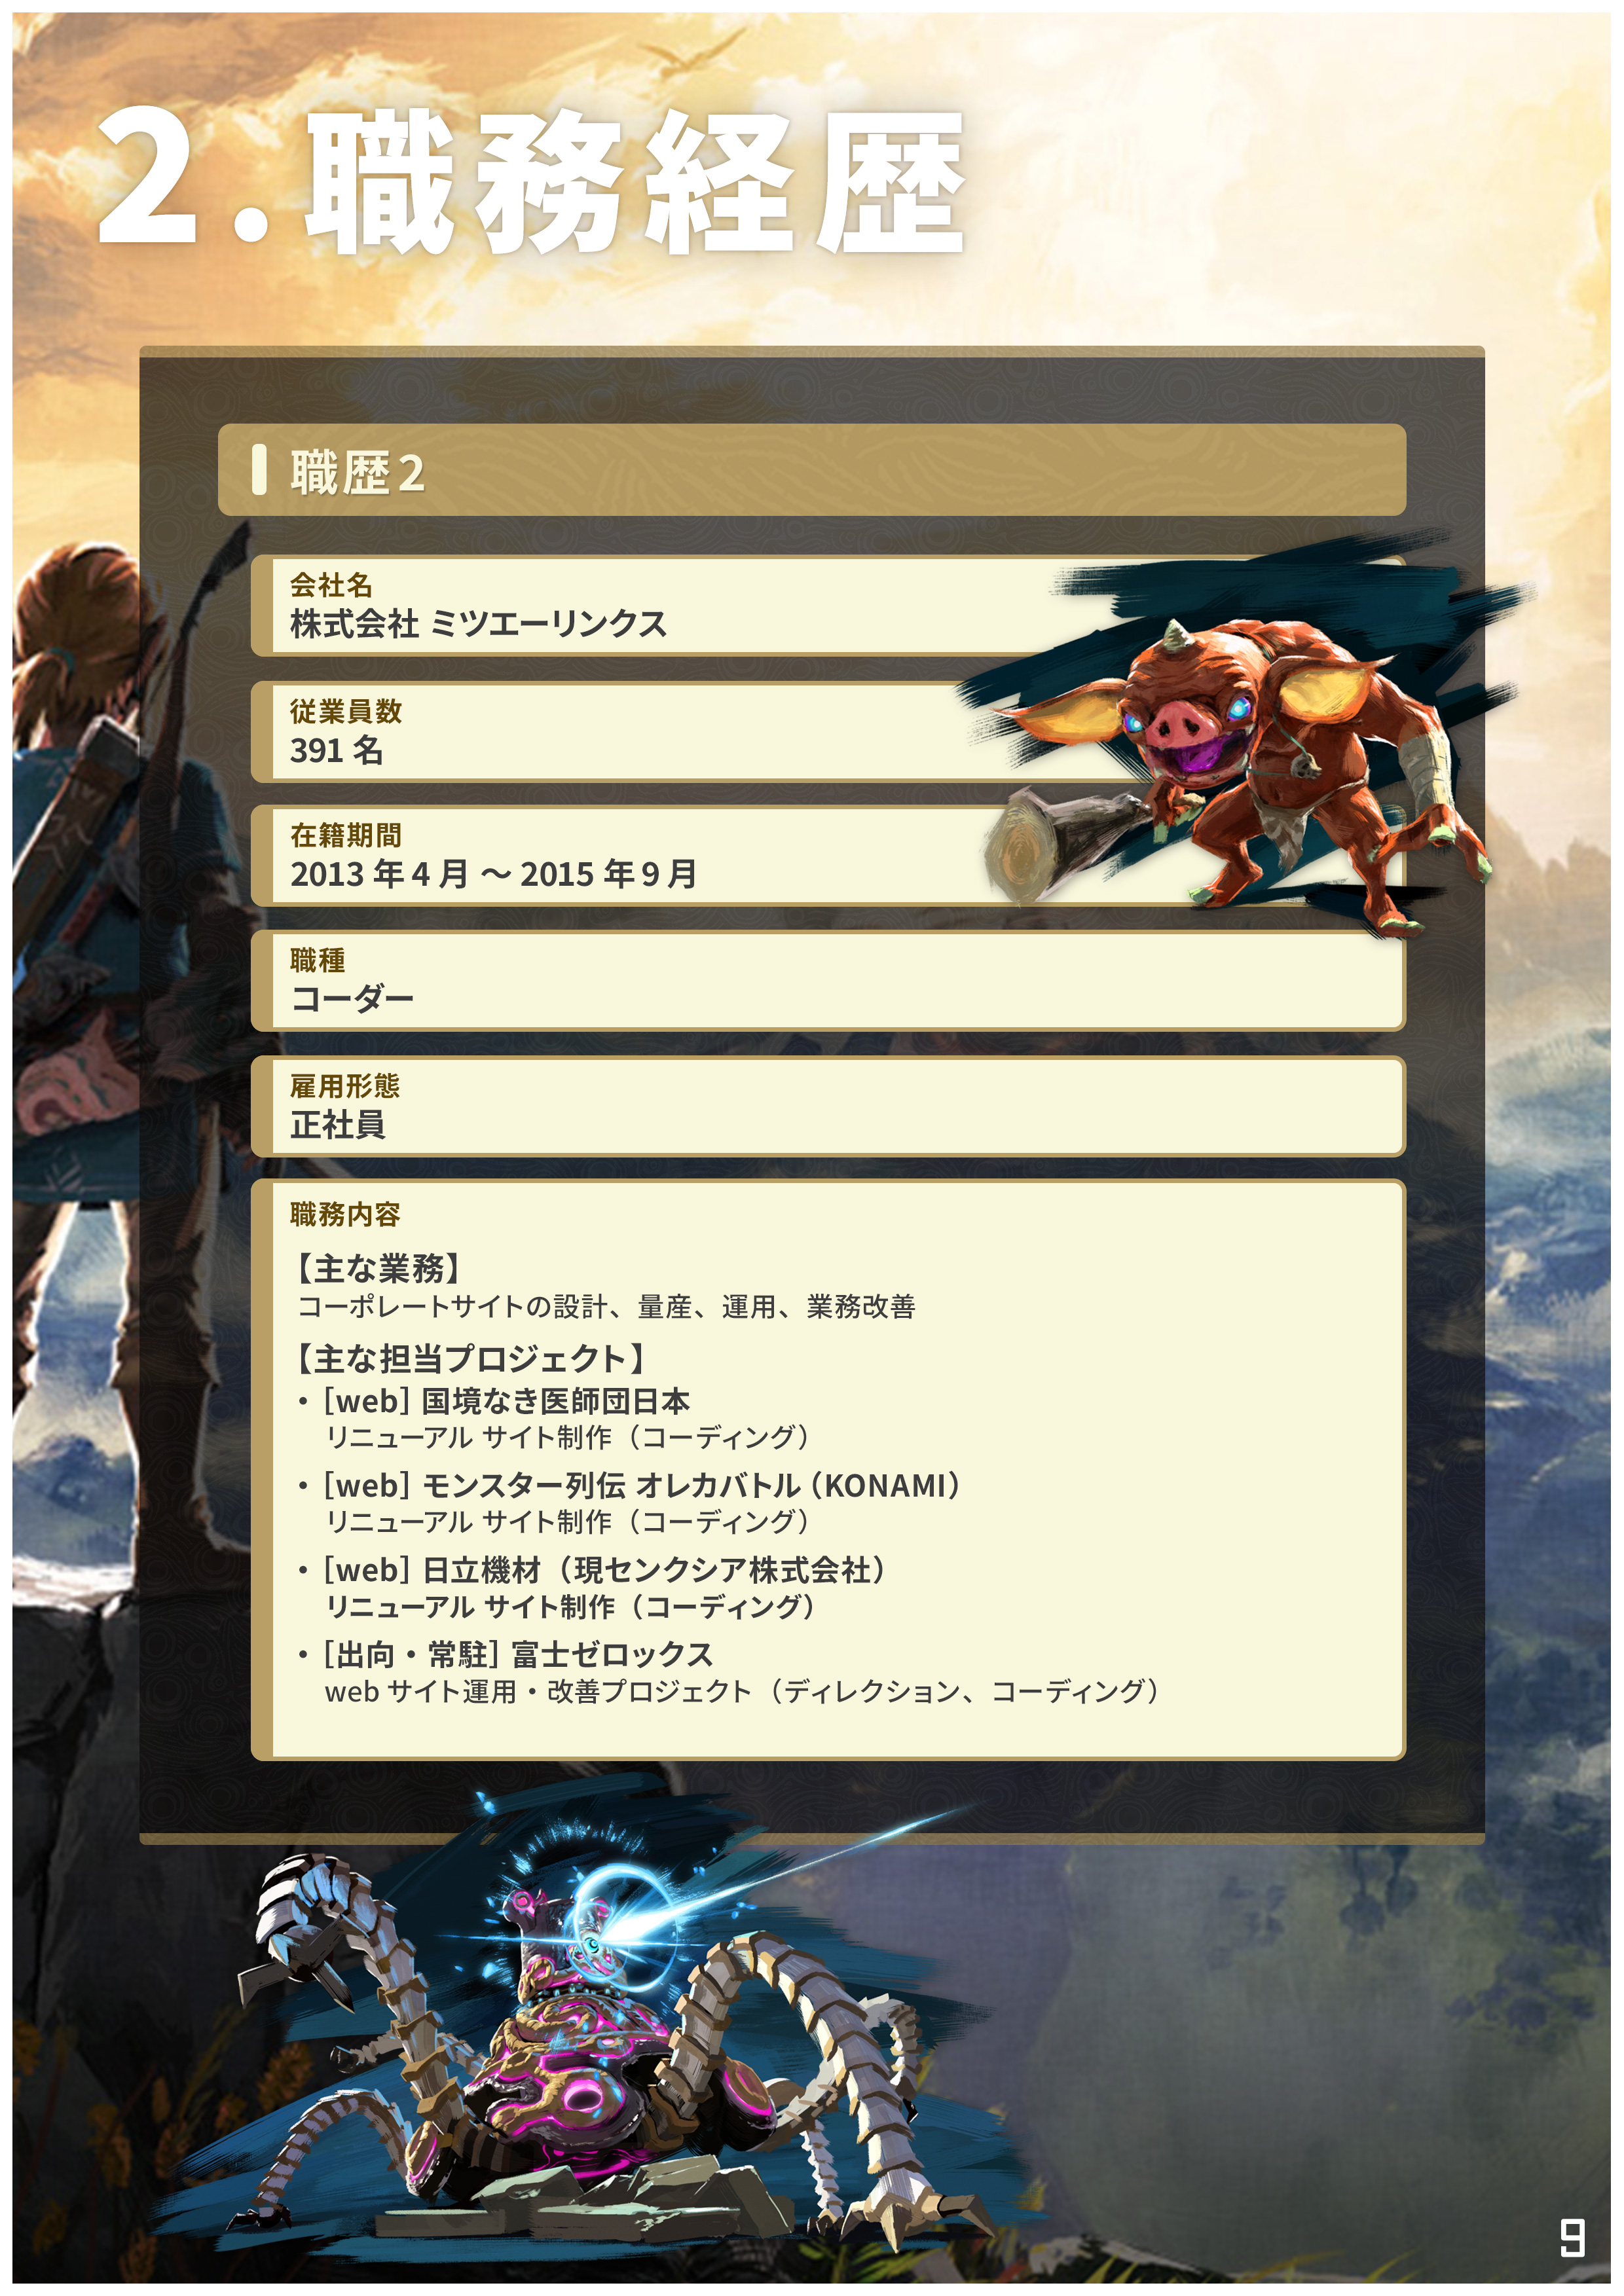 2.職務経歴
職歴2
会社名
株式会社 ミツエーリンクス
従業員数
391 名
在籍期間
2013 年 4 月 ～ 2015 年 9 月
職種
コーダー
雇用形態
正社員
職務内容
【主な業務】
コーポレートサイトの設計、量産、運用、業務改善
【主な担当プロジェクト】
・［web］国境なき医師団日本
リニューアル サイト制作（コーディング）
・［web］モンスター列伝 オレカバトル（KONAMI）
リニューアル サイト制作（コーディング）
・［web］日立機材（現センクシア株式会社）
リニューアル サイト制作（コーディング）
・［出向・常駐］富士ゼロックス
web サイト運用・改善プロジェクト（ディレクション、コーディング）
9